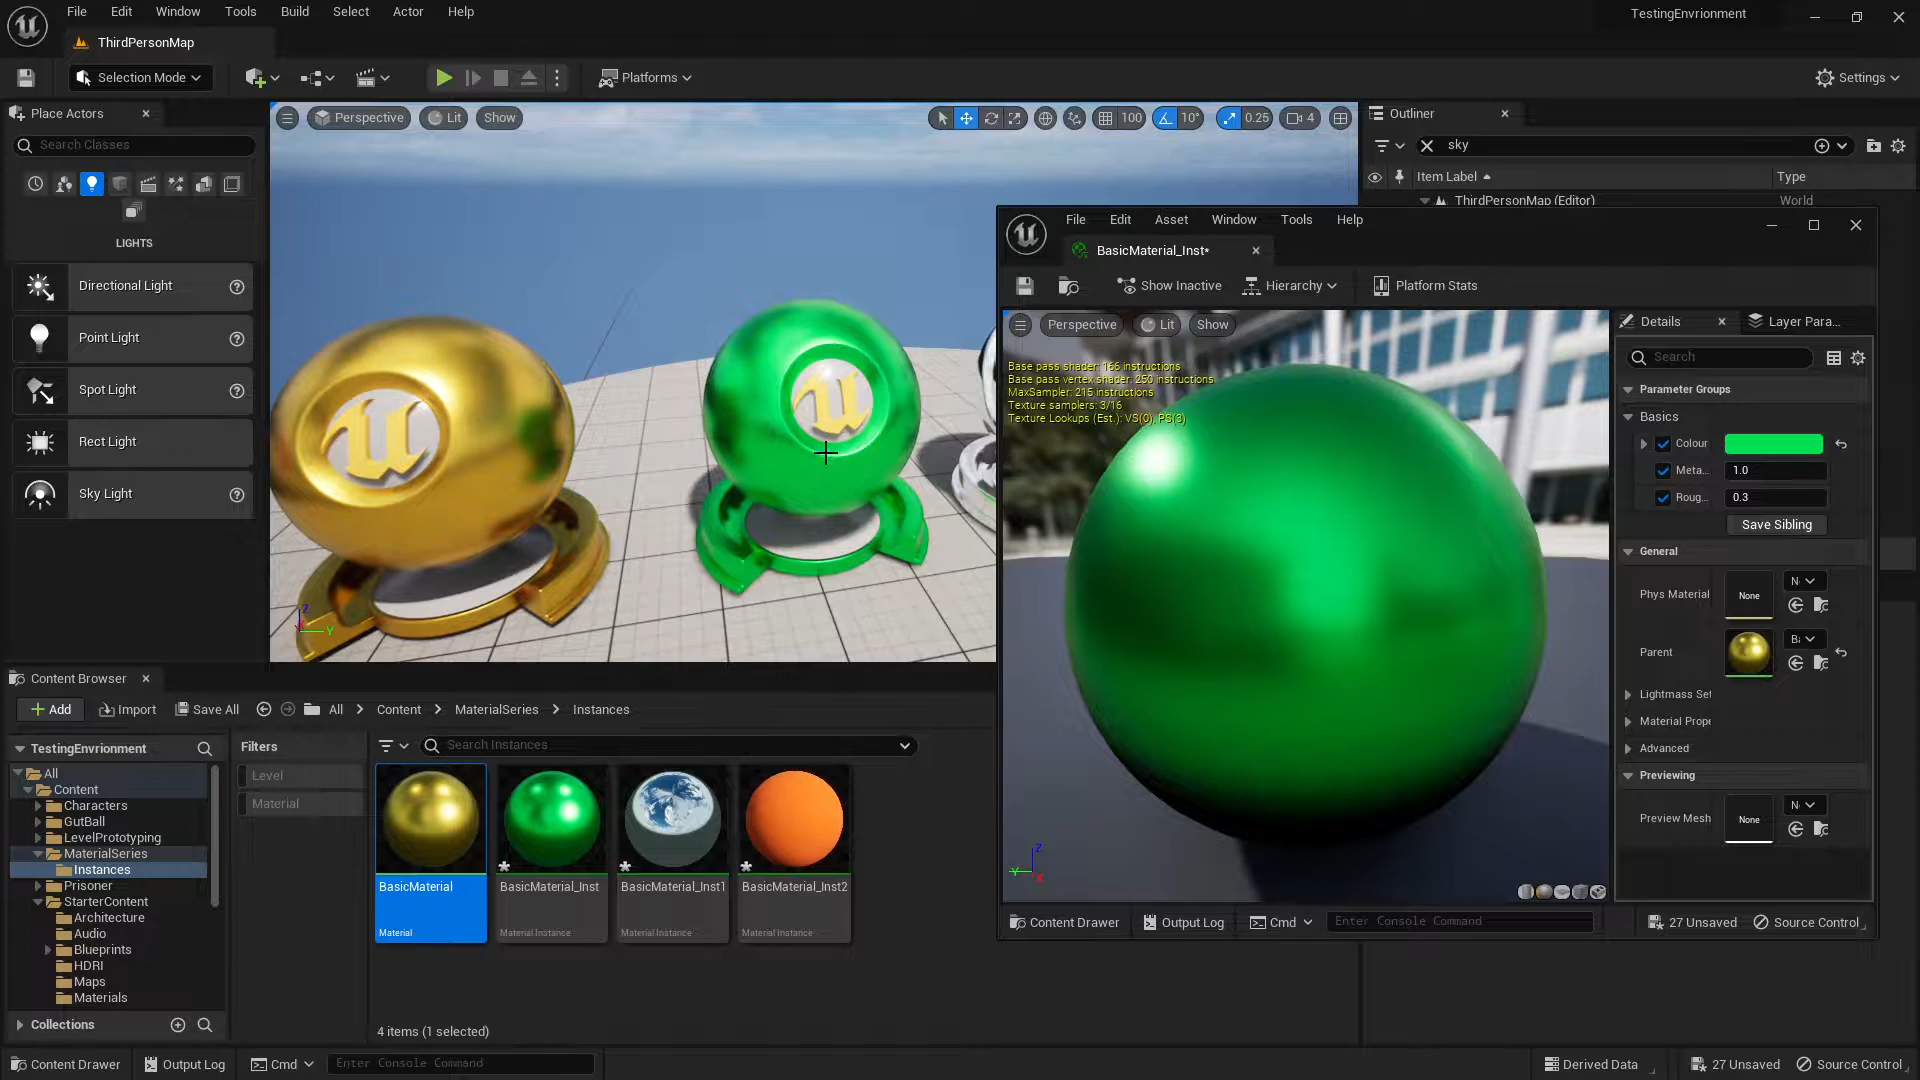 File Edit Window Tools Build Select Actor Help
TestingEnvrionment
ThirdPersonMap
Selection Mode
Platforms
Settings
Place Actors
Search Classes
LIGHTS
Directional Light
Point Light
Spot Light
Rect Light
Sky Light
Perspective Lit Show
100 10° 0.25 4
Outliner
sky
Item Label Type
ThirdPersonMap (Editor) World
File Edit Asset Window Tools Help
BasicMaterial_Inst*
Show Inactive Hierarchy Platform Stats
Perspective Lit Show
Base pass shader: 166 instructions
Base pass vertex shader: 250 instructions
MaxSampler: 215 instructions
Texture samplers: 3/16
Texture Lookups (Est.): VS(0), PS(3)
Details Layer Para...
Search
Parameter Groups
Basics
Colour
Meta... 1.0
Roug... 0.3
Save Sibling
General
Phys Material None
Parent
Lightmass Set
Material Prope
Advanced
Previewing
Preview Mesh None
Content Drawer Output Log Cmd Enter Console Command 27 Unsaved Source Control
Content Browser
Add Import Save All All Content MaterialSeries Instances
TestingEnvrionment
All
Content
Characters
GutBall
LevelPrototyping
MaterialSeries
Instances
Prisoner
StarterContent
Architecture
Audio
Blueprints
HDRI
Maps
Materials
Collections
Filters
Level
Material
Search Instances
BasicMaterial
Material
BasicMaterial_Inst
Material Instance
BasicMaterial_Inst1
Material Instance
BasicMaterial_Inst2
Material Instance
4 items (1 selected)
Content Drawer Output Log Cmd Enter Console Command Derived Data 27 Unsaved Source Control